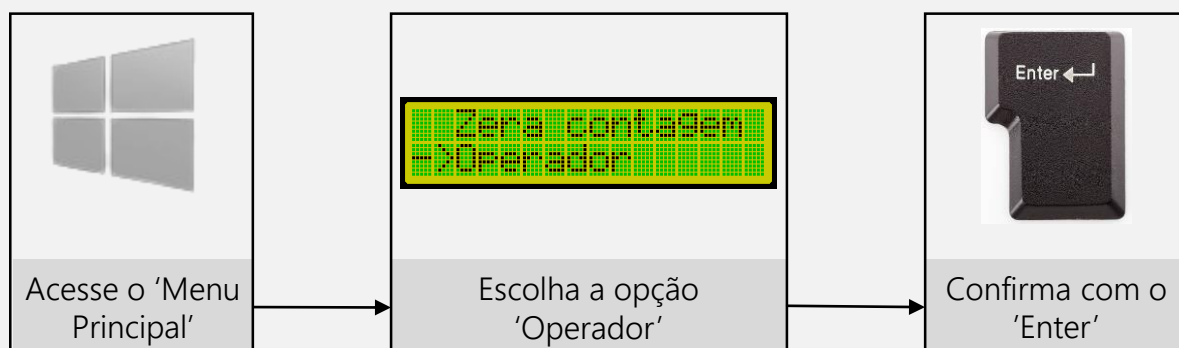 Zera contagem
->Operador
Enter
Acesse o ‘Menu
Principal’
Escolha a opção
‘Operador’
Confirma com o
’Enter’